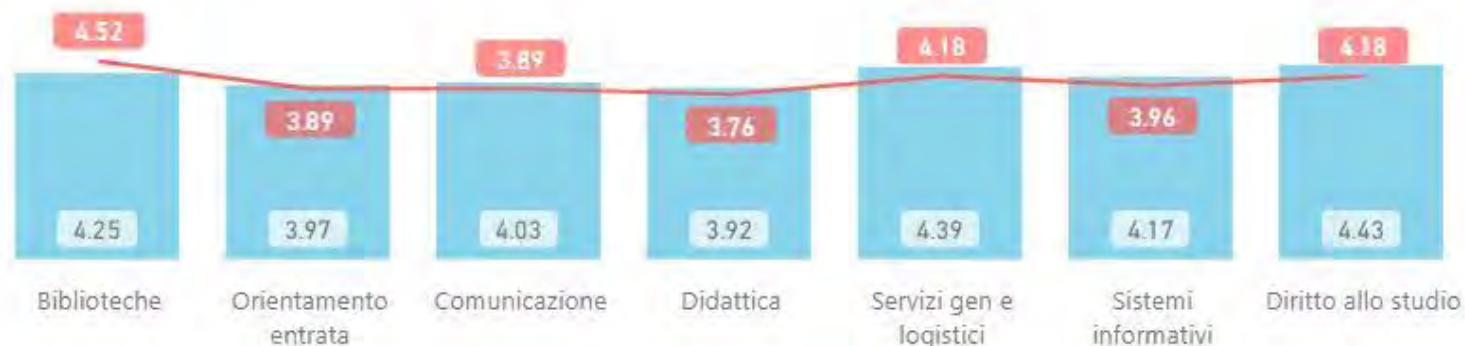 4.52
3.89
4.18
4.18
3.89
3.76
3.96
4.25
3.97
4.03
3.92
4.39
4.17
4.43
Biblioteche
Orientamento
entrata
Comunicazione
Didattica
Servizi gen e
logistici
Sistemi
informativi
Diritto allo studio